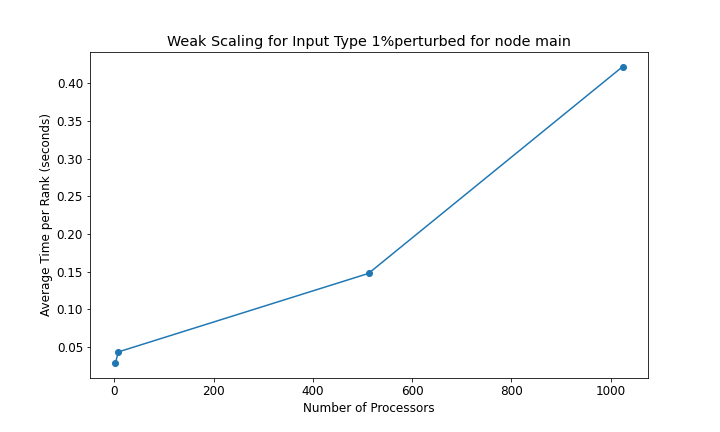 Weak Scaling for Input Type 1%perturbed for node main
Average Time per Rank (seconds)
0.40
0.35
0.30
0.25
0.20
0.15
0.10
0.05
0 200 400 600 800 1000
Number of Processors